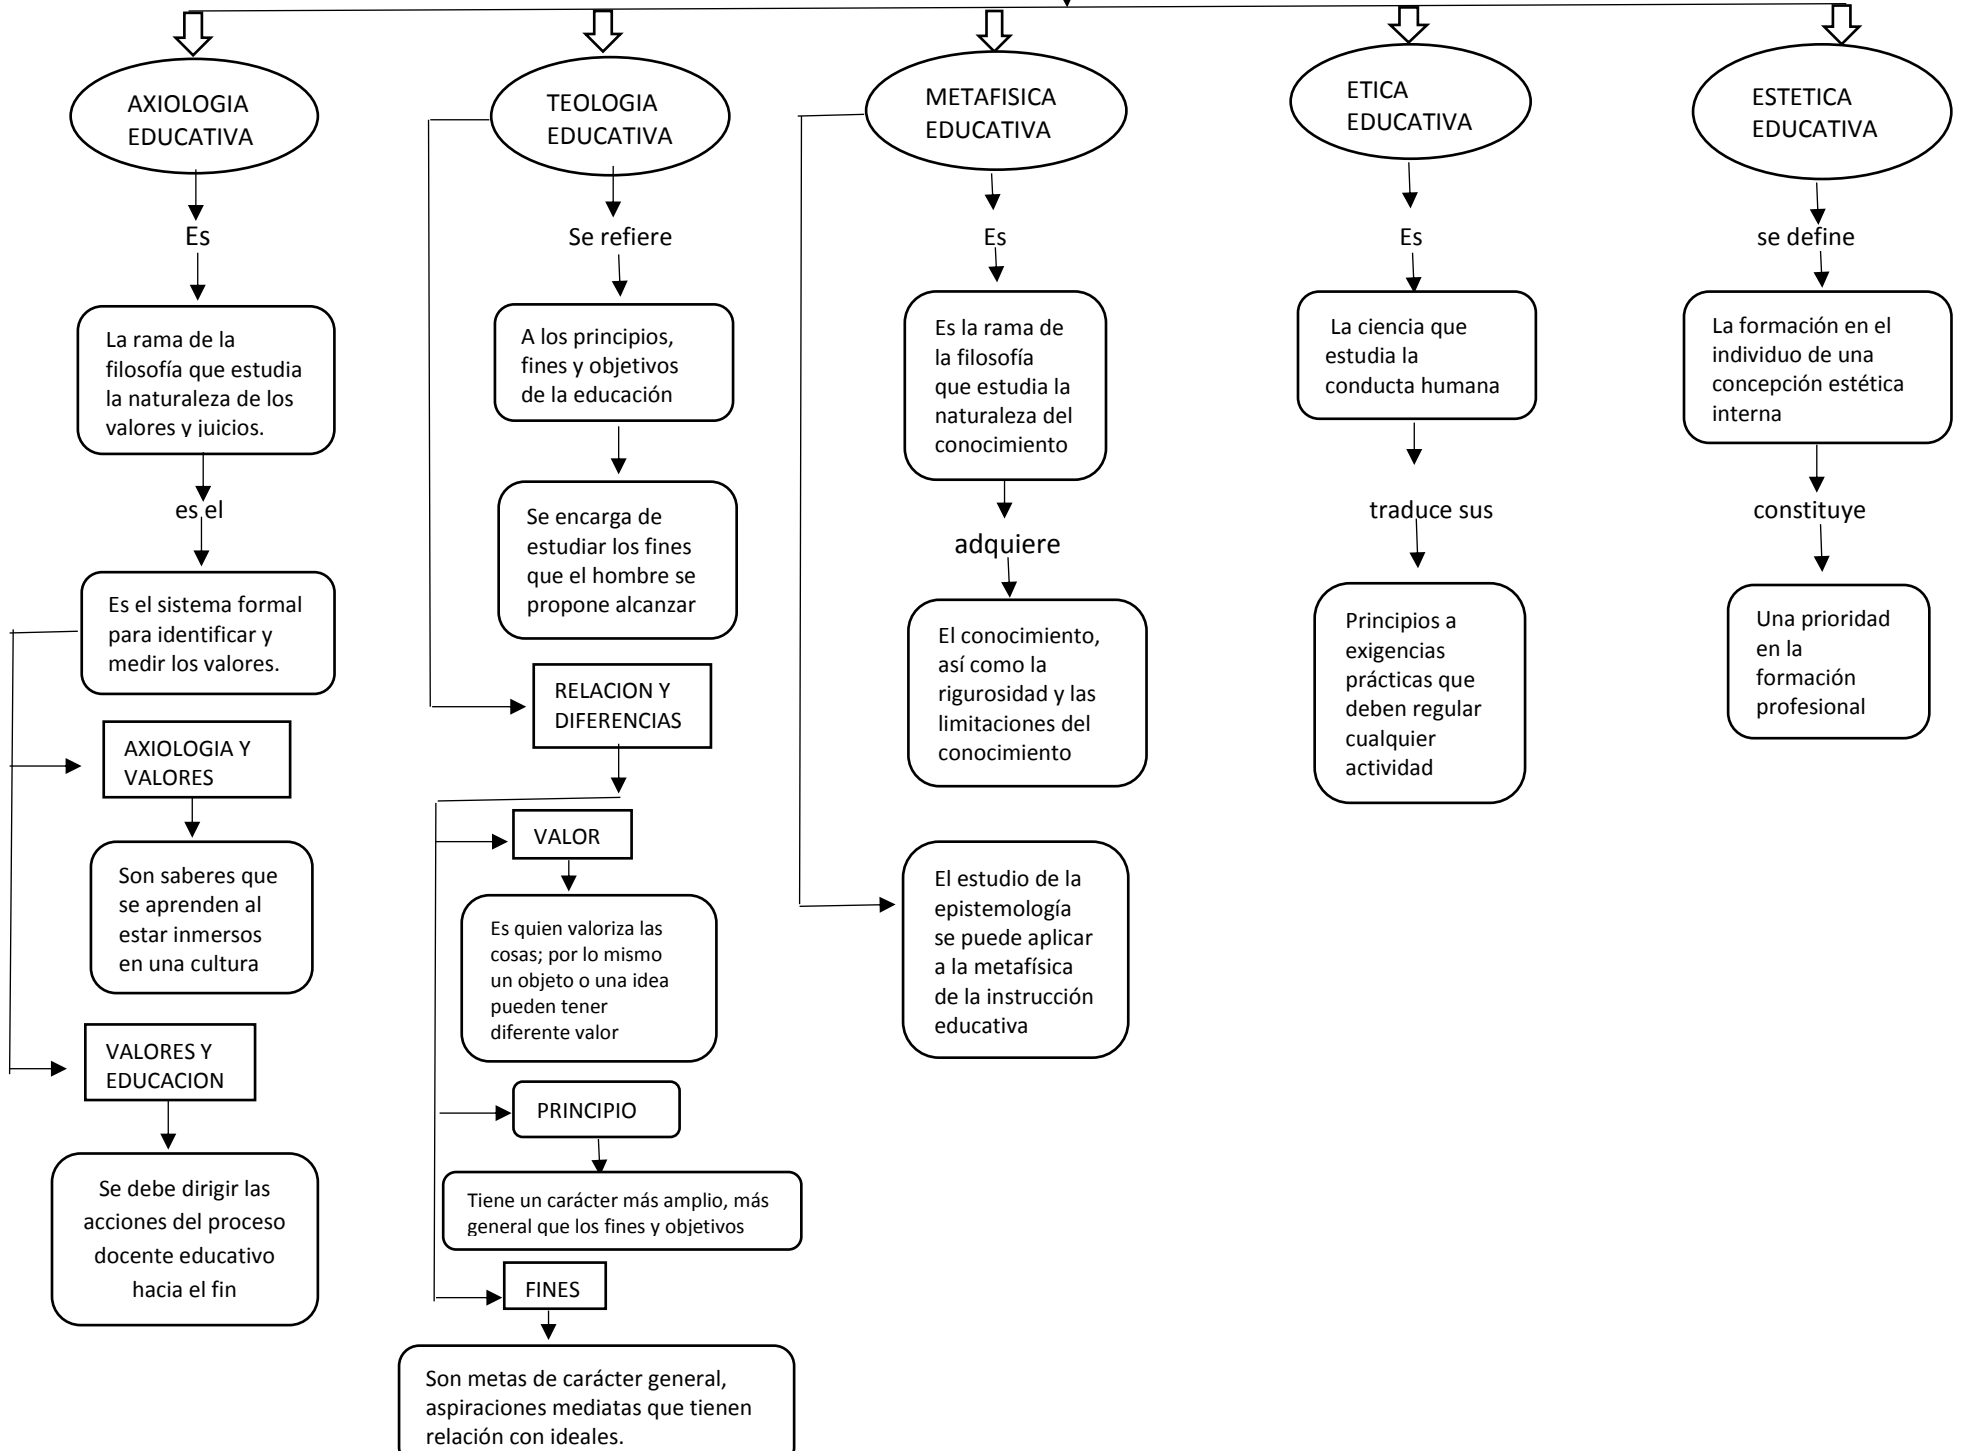 AXIOLOGIA
EDUCATIVA
Es
La rama de la
filosofía que estudia
la naturaleza de los
valores y juicios.
es el
Es el sistema formal
para identificar y
medir los valores.
AXIOLOGIA Y
VALORES
Son saberes que
se aprenden al
estar inmersos
en una cultura
VALORES Y
EDUCACION
Se debe dirigir las
acciones del proceso
docente educativo
hacia el fin
TEOLOGIA
EDUCATIVA
Se refiere
A los principios,
fines y objetivos
de la educación
Se encarga de
estudiar los fines
que el hombre se
propone alcanzar
RELACION Y
DIFERENCIAS
VALOR
Es quien valoriza las
cosas; por lo mismo
un objeto o una idea
pueden tener
diferente valor
PRINCIPIO
Tiene un carácter más amplio, más
general que los fines y objetivos
FINES
Son metas de carácter general,
aspiraciones mediatas que tienen
relación con ideales.
METAFISICA
EDUCATIVA
Es
Es la rama de
la filosofía
que estudia la
naturaleza del
conocimiento
adquiere
El conocimiento,
así como la
rigurosidad y las
limitaciones del
conocimiento
El estudio de la
epistemología
se puede aplicar
a la metafísica
de la instrucción
educativa
ETICA
EDUCATIVA
Es
La ciencia que
estudia la
conducta humana
traduce sus
Principios a
exigencias
prácticas que
deben regular
cualquier
actividad
ESTETICA
EDUCATIVA
se define
La formación en el
individuo de una
concepción estética
interna
constituye
Una prioridad
en la
formación
profesional